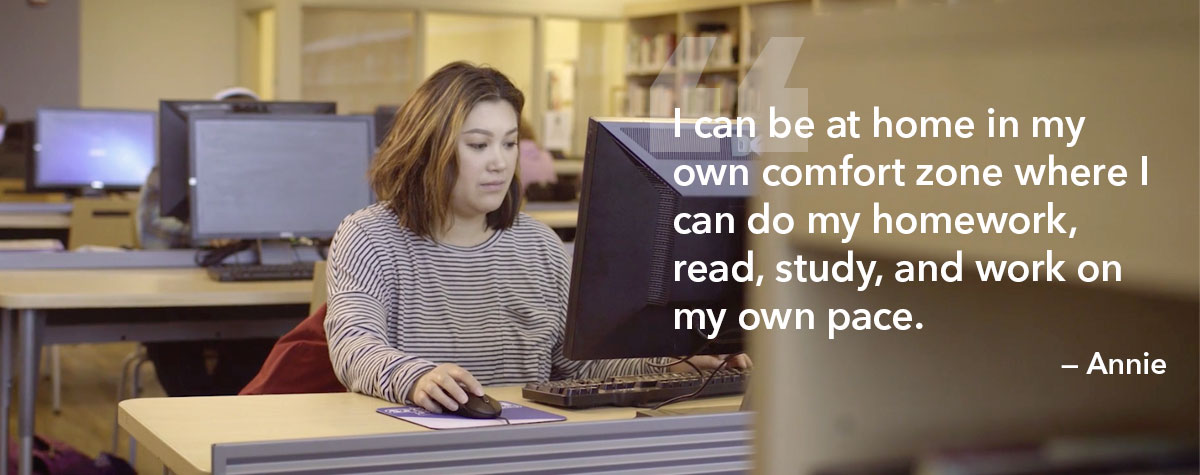 I can be at home in my
own comfort zone where I
can do my homework,
read, study, and work on
my own pace.
– Annie